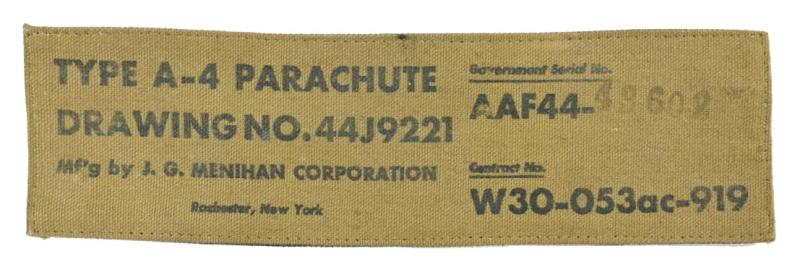 TYPE A-4 PARACHUTE
DRAWING NO. 44J9221
Mf'g by J. G. MENIHAN CORPORATION
Rochester, New York
Government Serial No.
AAF44-42602
Contract No.
W30-053ac-919